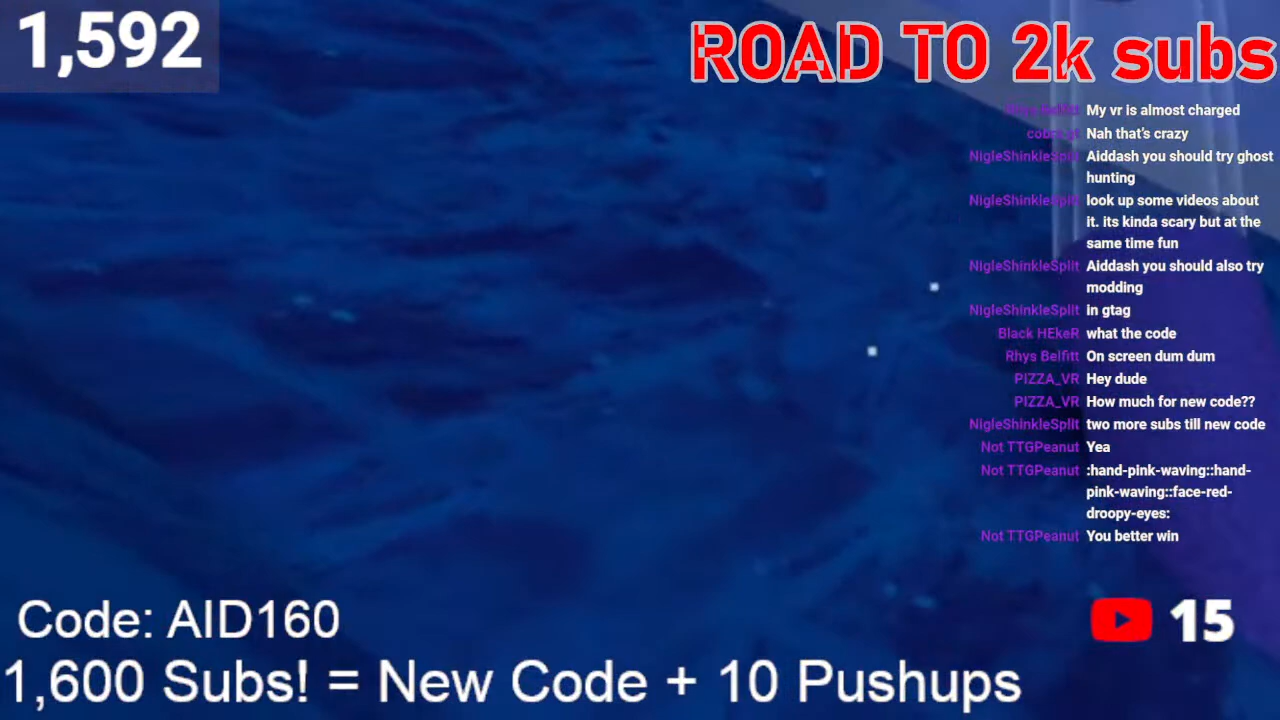 1,592
ROAD TO 2k subs
My vr is almost charged
Nah that's crazy
NigleShinkleSplit Aiddash you should try ghost
hunting
NigleShinkleSplit look up some videos about
it. its kinda scary but at the
same time fun
NigleShinkleSplit Aiddash you should also try
modding
NigleShinkleSplit in gtag
Black HEkeR what the code
Rhys Belfitt On screen dum dum
PIZZA_VR Hey dude
PIZZA_VR How much for new code??
NigleShinkleSplit two more subs till new code
Not TTGPeanut Yea
Not TTGPeanut :hand-pink-waving::hand-
pink-waving::face-red-
droopy-eyes:
Not TTGPeanut You better win
Code: AID160
15
1,600 Subs! = New Code + 10 Pushups